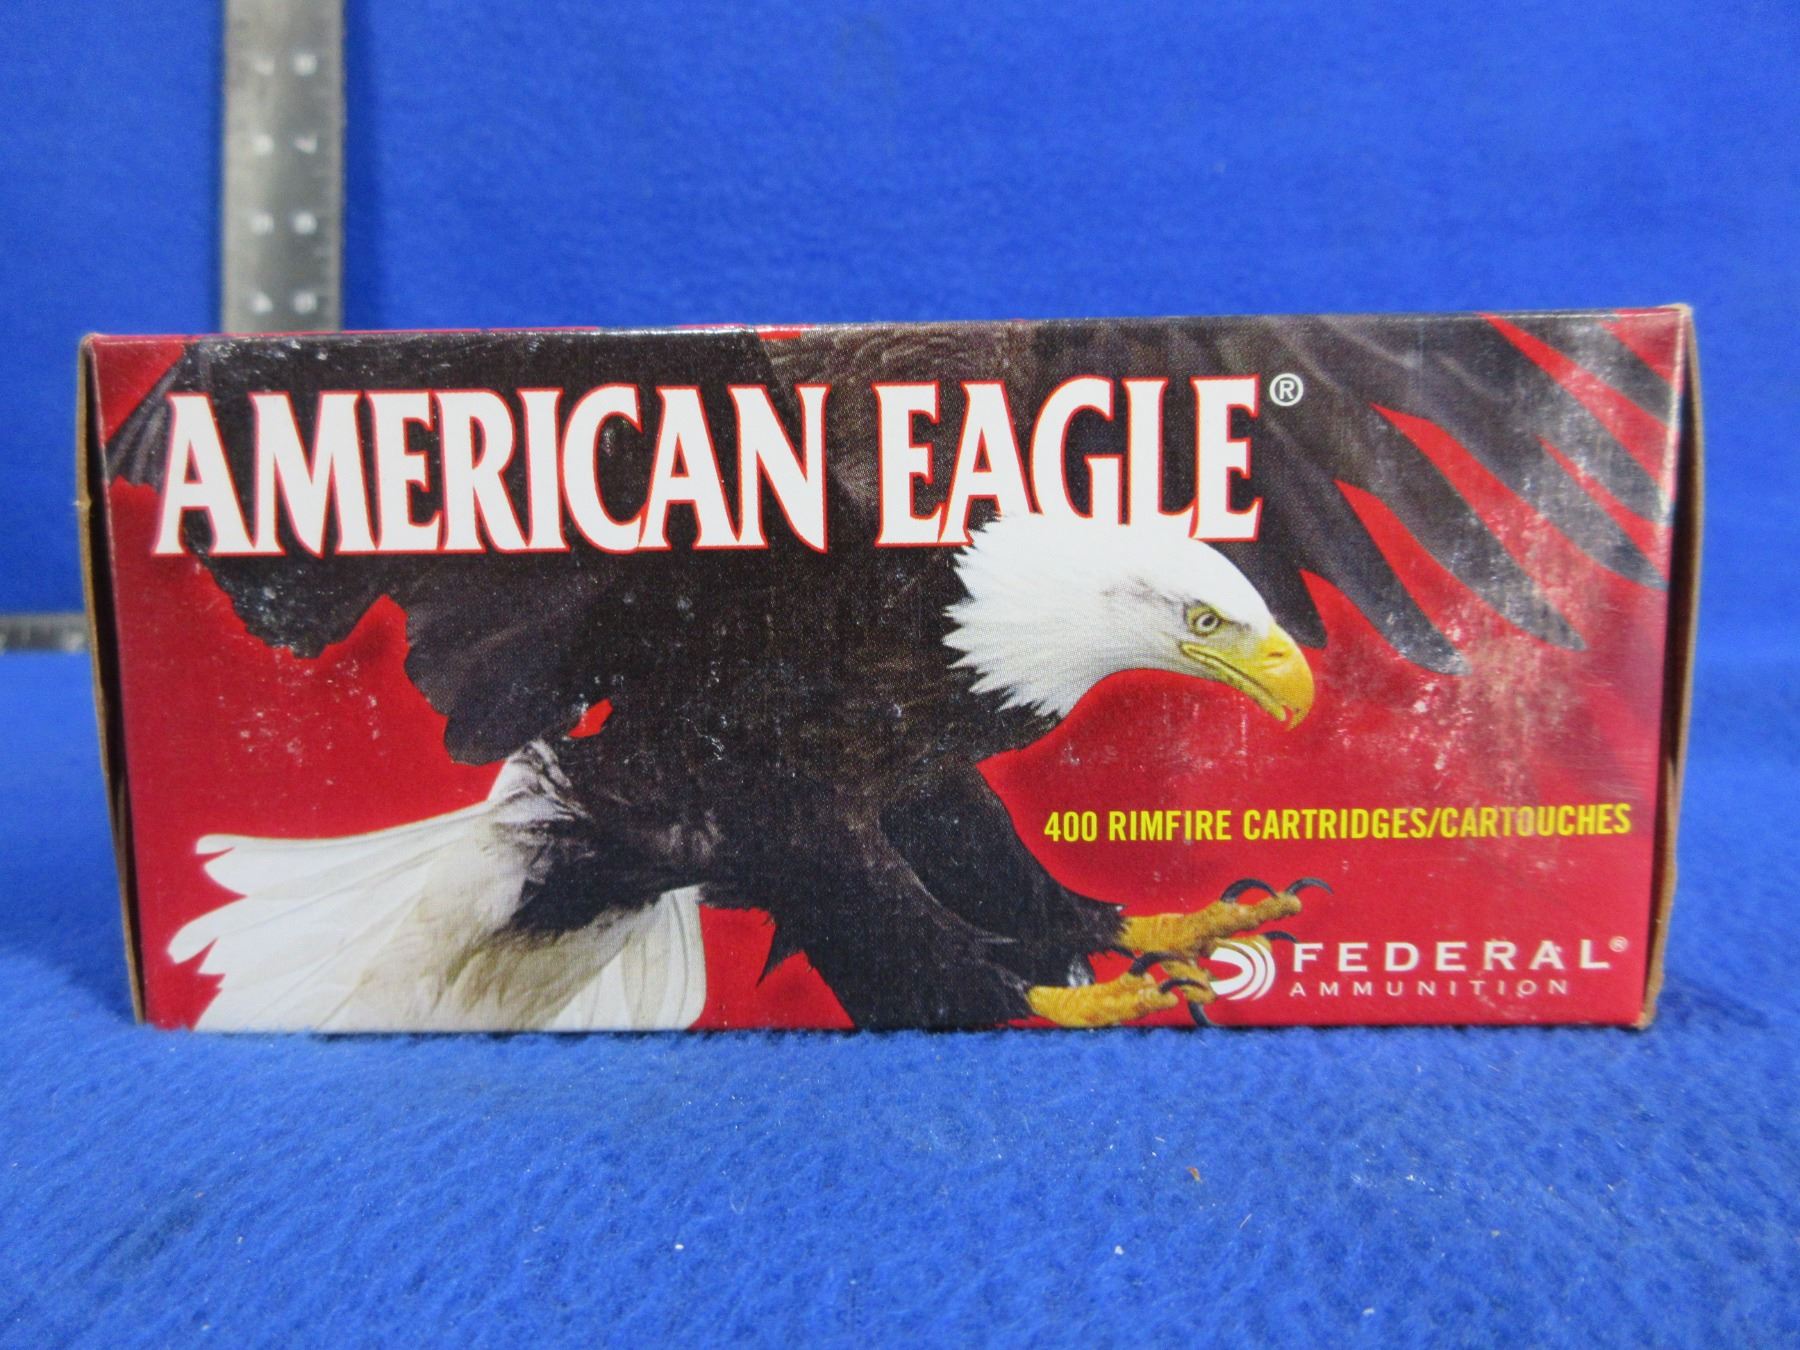 AMERICAN EAGLE®
400 RIMFIRE CARTRIDGES/CARTOUCHES
FEDERAL®
AMMUNITION